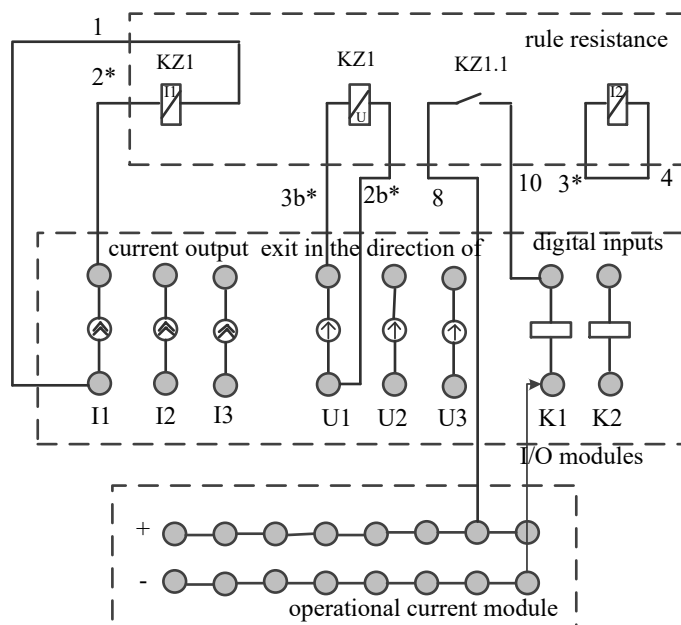 1
rule resistance
KZ1
KZ1
KZ1.1
2*
I1
U
I2
3b*
2b*
8
10
3*
4
current output
exit in the direction of
digital inputs
I1
I2
I3
U1
U2
U3
K1
K2
I/O modules
+
-
operational current module